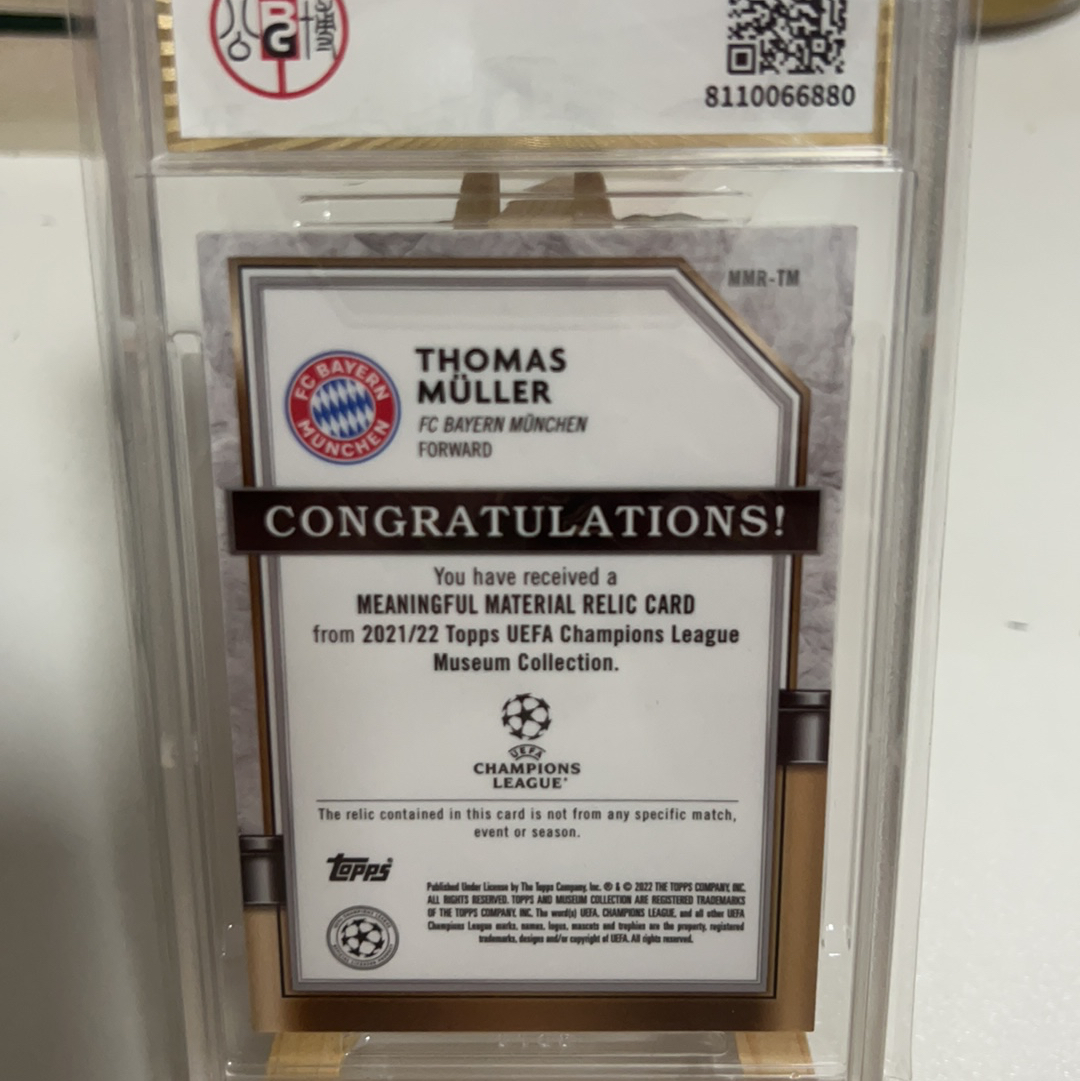 BG
評
8110066880
MMR-TM
FC BAYERN
MÜNCHEN
THOMAS
MÜLLER
FC BAYERN MÜNCHEN
FORWARD
CONGRATULATIONS!
You have received a
MEANINGFUL MATERIAL RELIC CARD
from 2021/22 Topps UEFA Champions League
Museum Collection.
UEFA
CHAMPIONS
LEAGUE
The relic contained in this card is not from any specific match,
event or season.
topps®
Published Under License by The Topps Company, Inc. ® & © 2022 THE TOPPS COMPANY, INC.
ALL RIGHTS RESERVED. TOPPS AND MUSEUM COLLECTION ARE REGISTERED TRADEMARKS
OF THE TOPPS COMPANY, INC. The word(s) UEFA, CHAMPIONS LEAGUE, and all other UEFA
Champions League marks, names, logos, mascots and trophies are the property, registered
trademarks, designs and/or copyright of UEFA. All rights reserved.